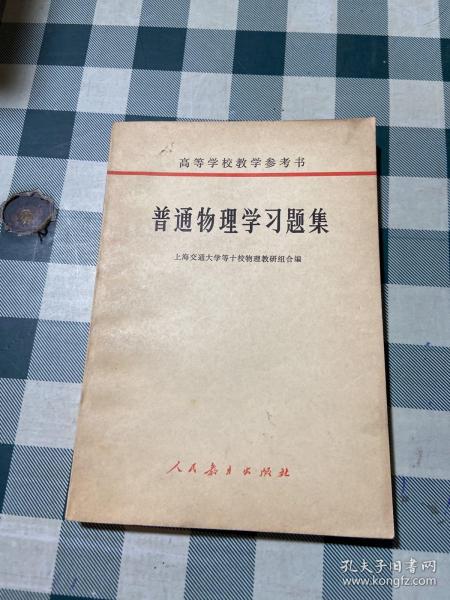 高等学校教学参考书
普通物理学习题集
上海交通大学等十校物理教研组合编
人民教育出版社
孔夫子旧书网
www.kongfz.com